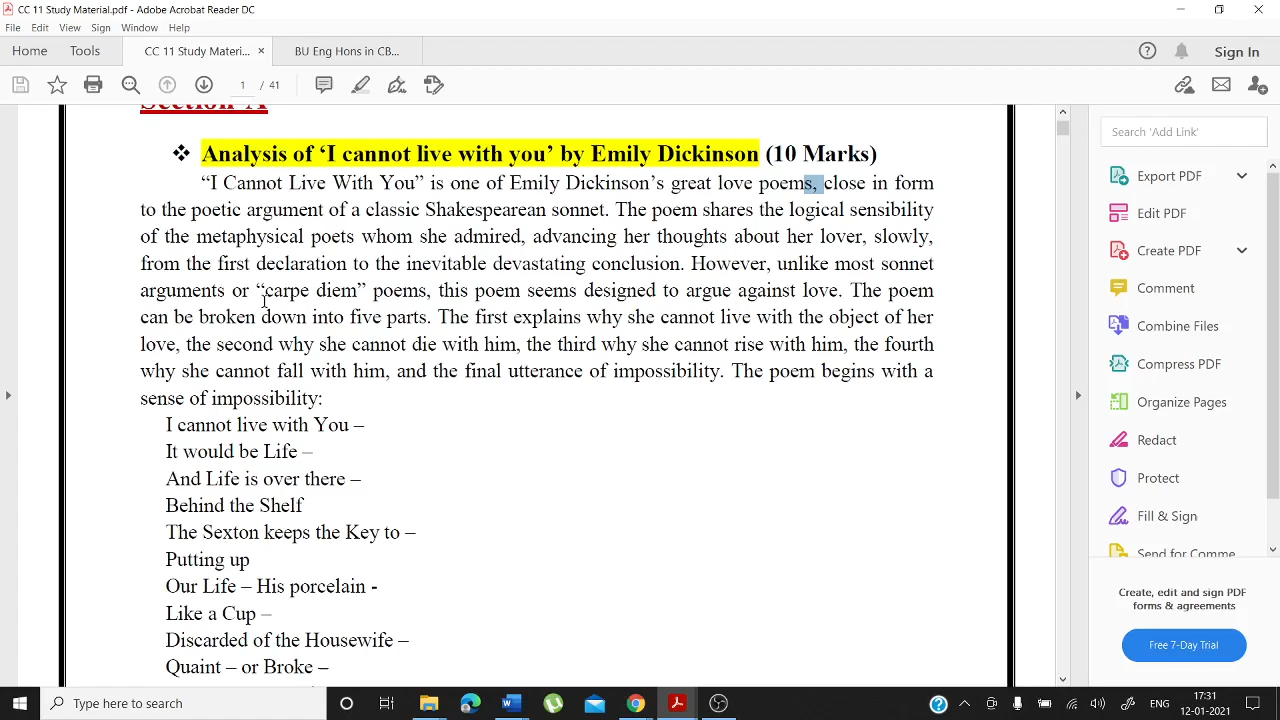 CC 11 Study Material.pdf - Adobe Acrobat Reader DC
File Edit View Sign Window Help
Home Tools CC 11 Study Materi... × BU Eng Hons in CB... Sign In
1 / 41
Section-A
❖ Analysis of ‘I cannot live with you’ by Emily Dickinson (10 Marks)
“I Cannot Live With You” is one of Emily Dickinson’s great love poems, close in form
to the poetic argument of a classic Shakespearean sonnet. The poem shares the logical sensibility
of the metaphysical poets whom she admired, advancing her thoughts about her lover, slowly,
from the first declaration to the inevitable devastating conclusion. However, unlike most sonnet
arguments or “carpe diem” poems, this poem seems designed to argue against love. The poem
can be broken down into five parts. The first explains why she cannot live with the object of her
love, the second why she cannot die with him, the third why she cannot rise with him, the fourth
why she cannot fall with him, and the final utterance of impossibility. The poem begins with a
sense of impossibility:
I cannot live with You –
It would be Life –
And Life is over there –
Behind the Shelf
The Sexton keeps the Key to –
Putting up
Our Life – His porcelain -
Like a Cup –
Discarded of the Housewife –
Quaint – or Broke –
Search 'Add Link'
Export PDF
Edit PDF
Create PDF
Comment
Combine Files
Compress PDF
Organize Pages
Redact
Protect
Fill & Sign
Send for Comme
Create, edit and sign PDF
forms & agreements
Free 7-Day Trial
Type here to search
ENG
17:31
12-01-2021